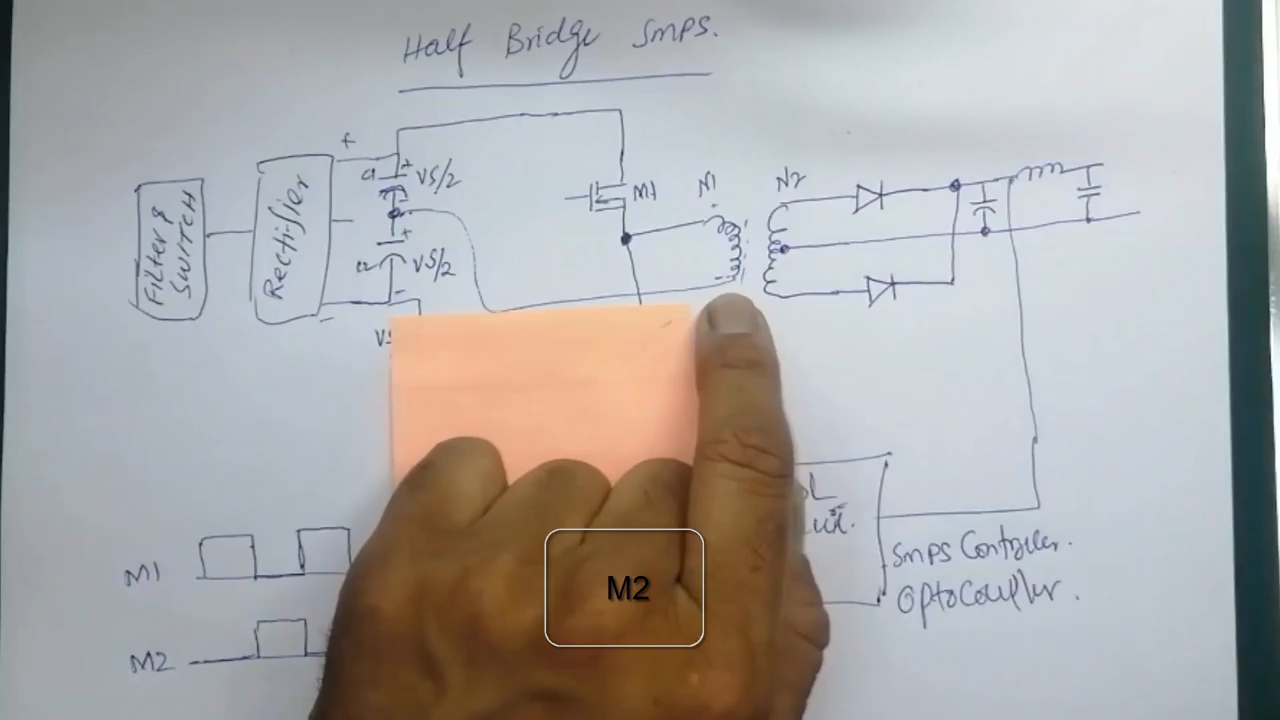 Half Bridge SMPS.
+
Filter &
SWITCH
Rectifier
C1
+
VS/2
+
VS/2
-
-
M1
N1
N2
M1
M2
SMPS Controller.
Optocoupler.
M2